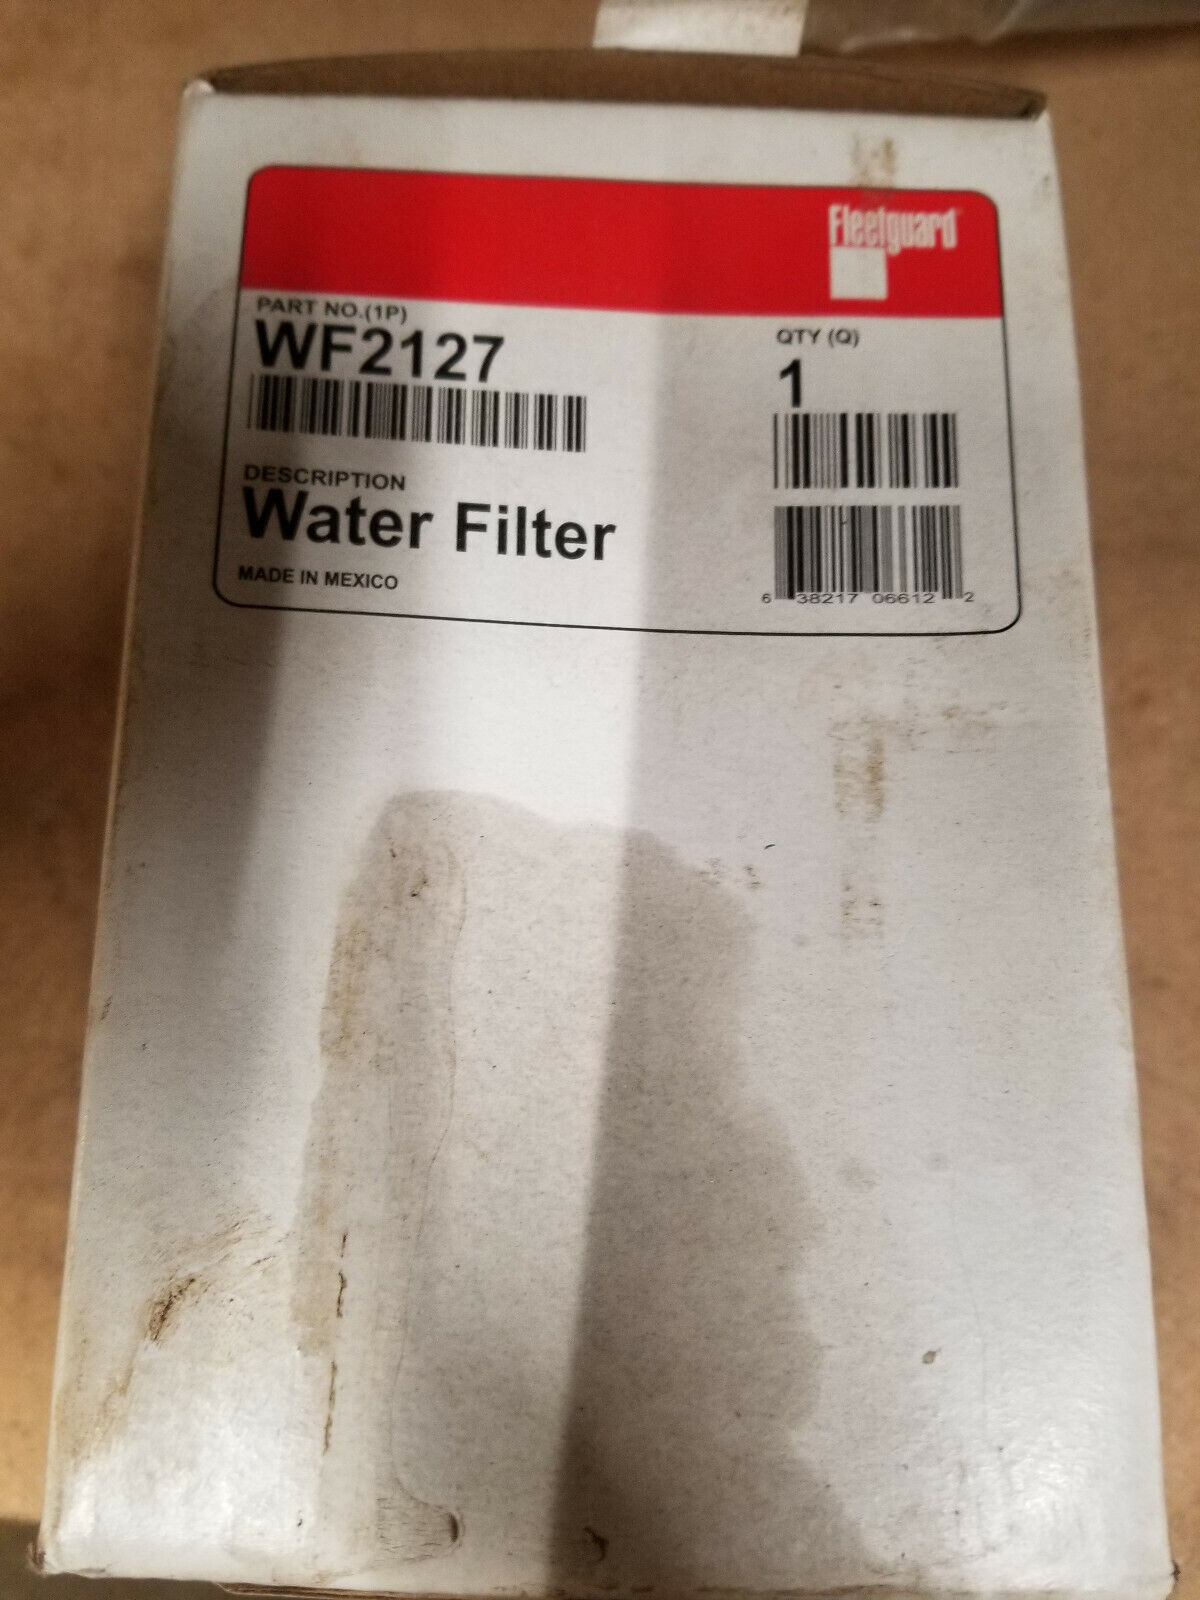 Fleetguard
PART NO.(1P)
WF2127
QTY (Q)
1
DESCRIPTION
Water Filter
MADE IN MEXICO
6 38217 06612 2